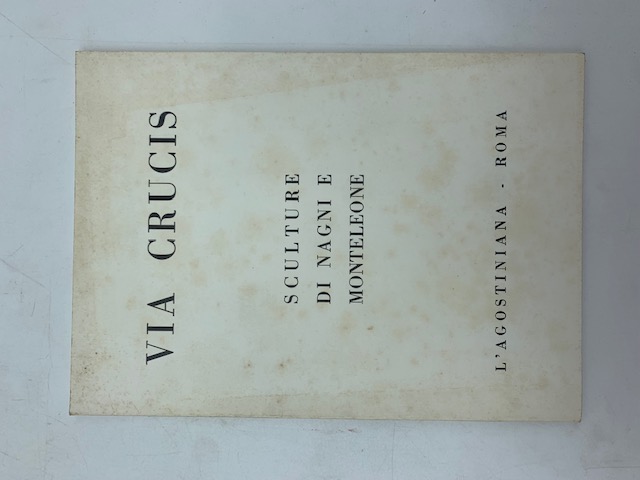 VIA CRUCIS
SCULTURE
DI NAGNI E
MONTELEONE
L'AGOSTINIANA - ROMA